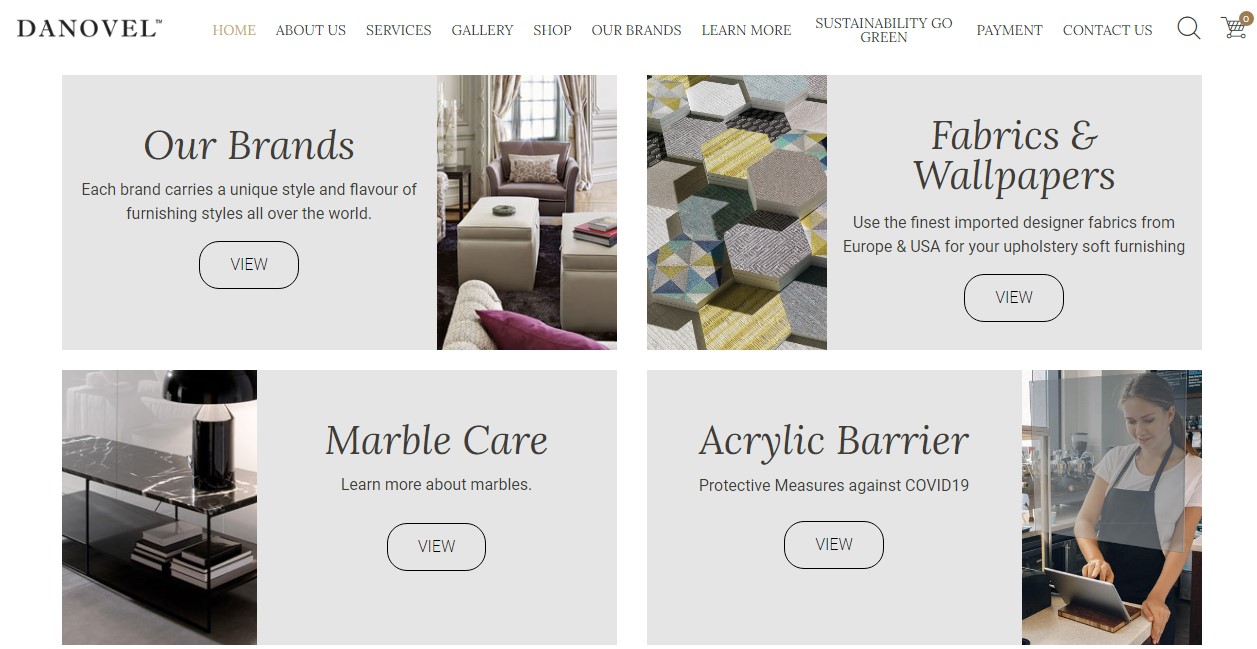 DANOVEL™
HOME
ABOUT US
SERVICES
GALLERY
SHOP
OUR BRANDS
LEARN MORE
SUSTAINABILITY GO
GREEN
PAYMENT
CONTACT US
0
Our Brands
Each brand carries a unique style and flavour of
furnishing styles all over the world.
VIEW
Fabrics &
Wallpapers
Use the finest imported designer fabrics from
Europe & USA for your upholstery soft furnishing
VIEW
Marble Care
Learn more about marbles.
VIEW
Acrylic Barrier
Protective Measures against COVID19
VIEW